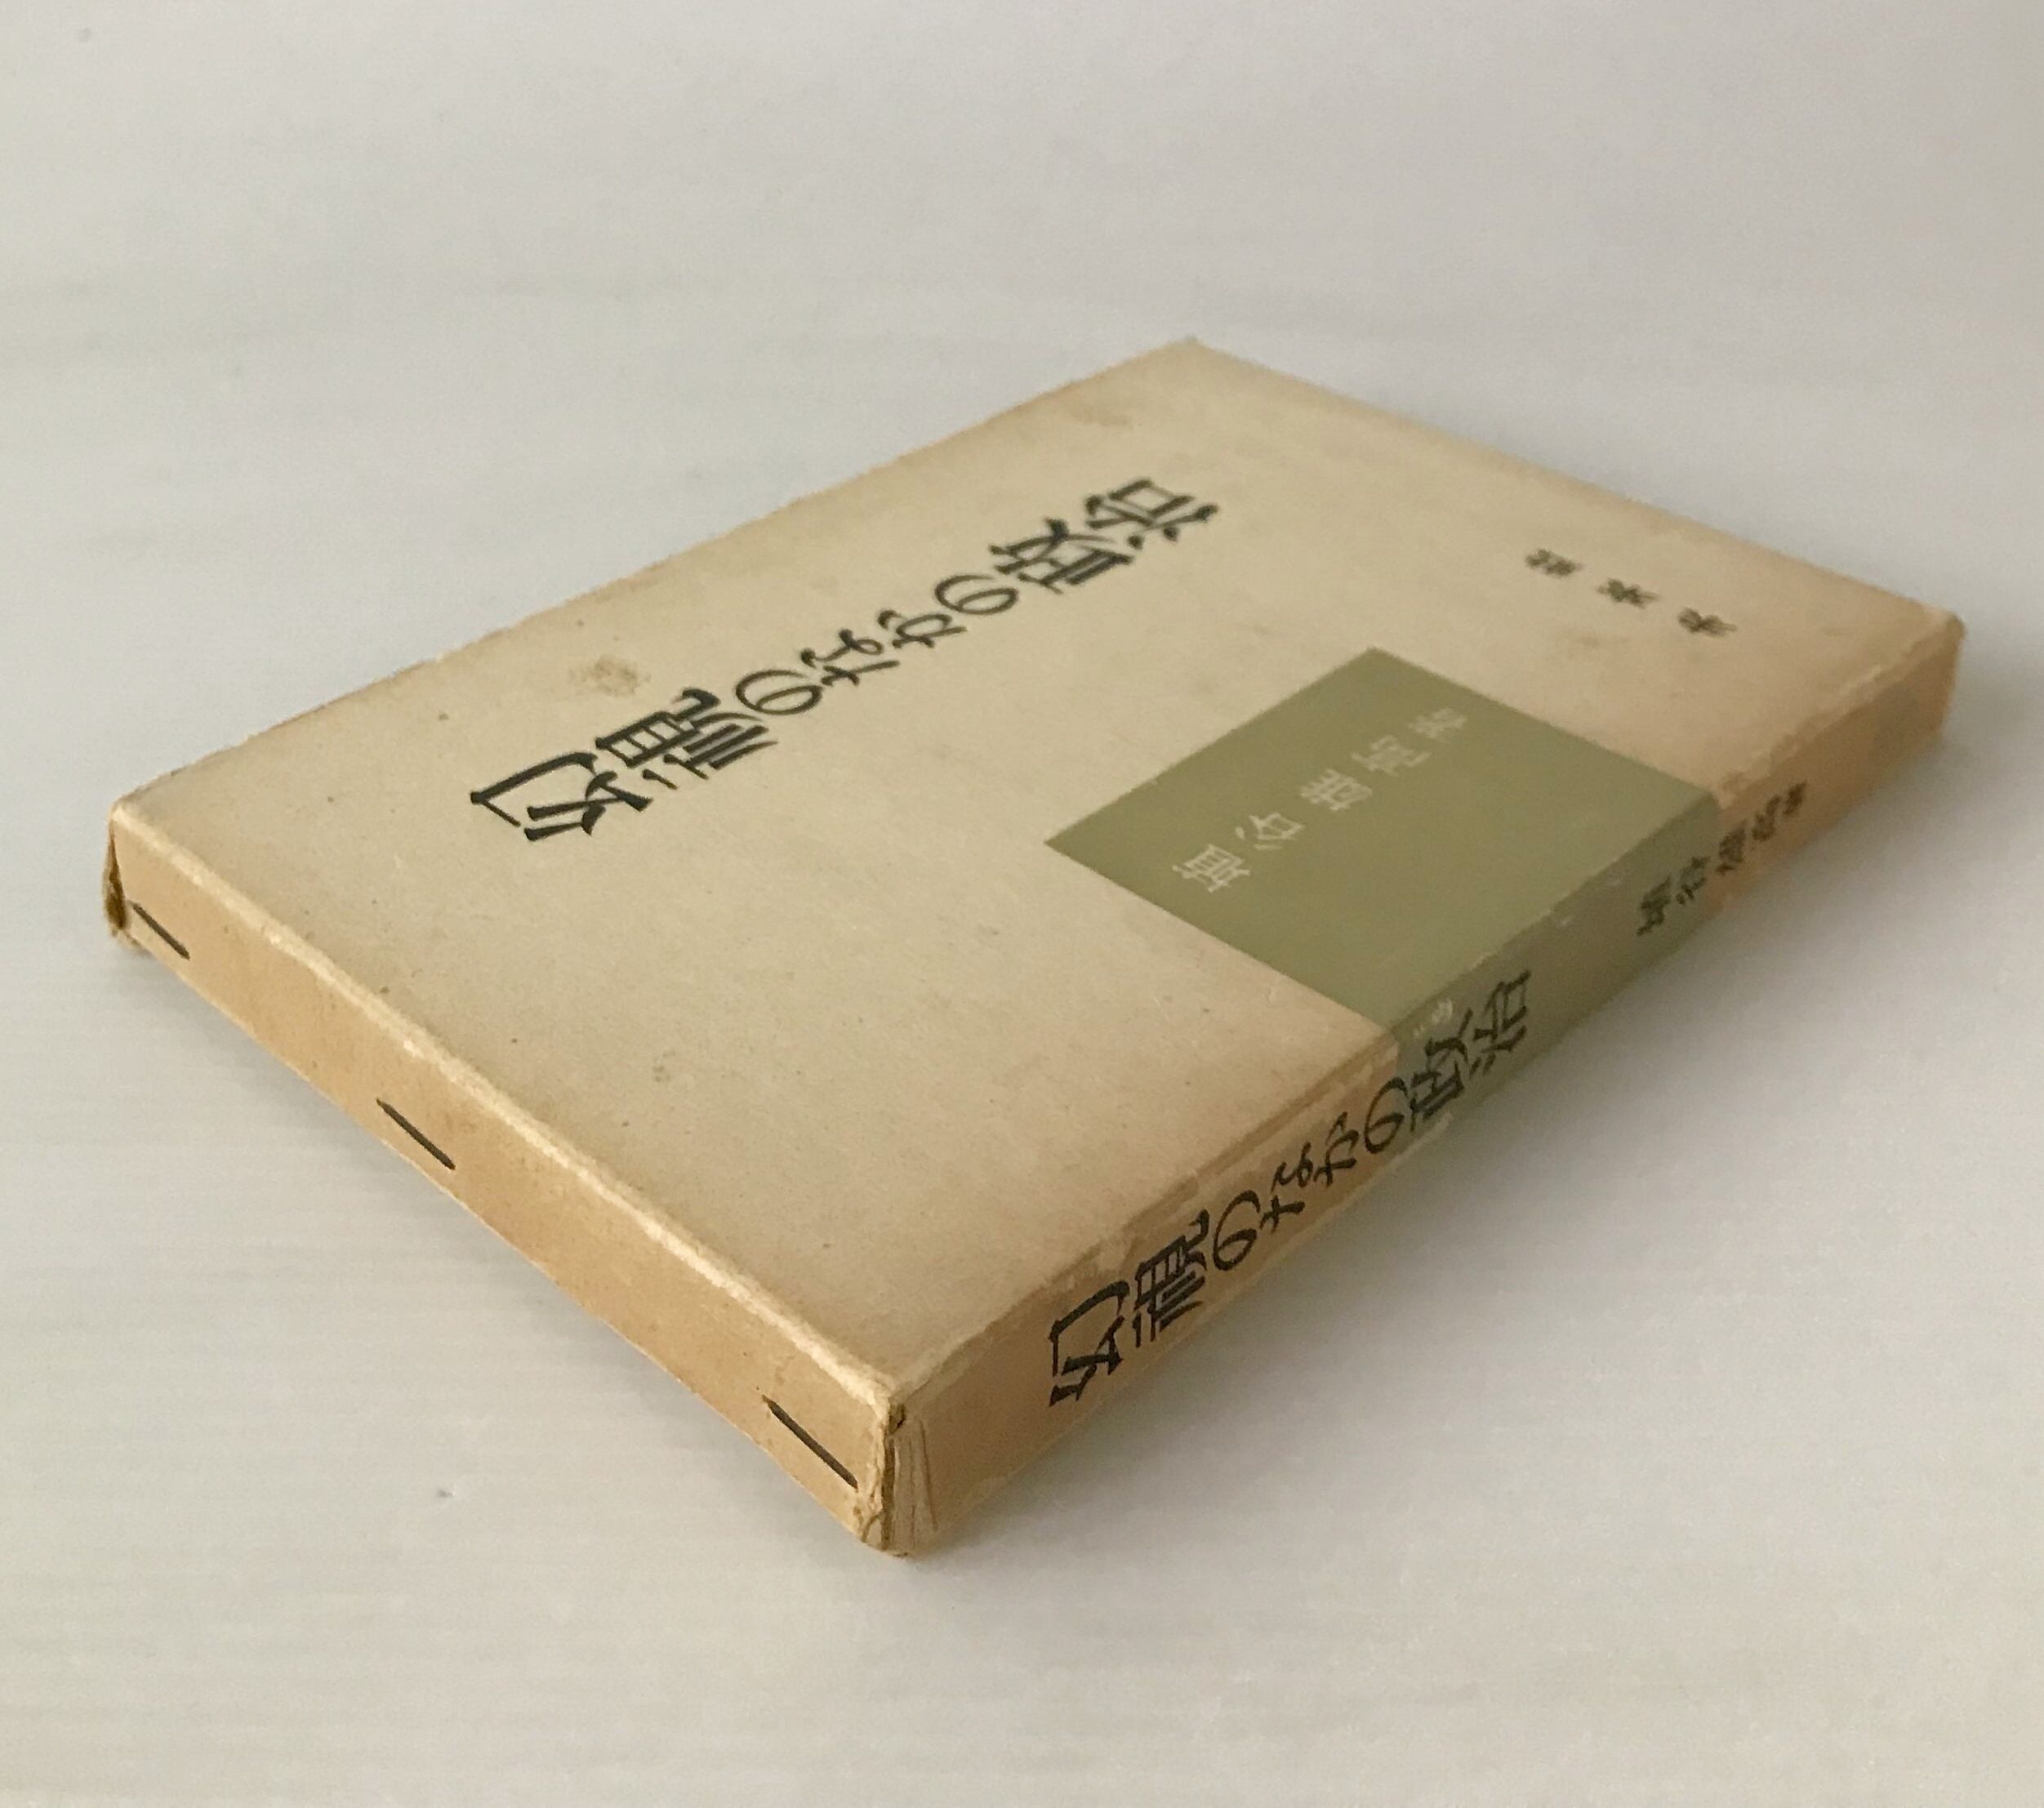 幻視のなかの政治
埴谷雄高著
未來社
幻視のなかの政治
埴谷雄高著